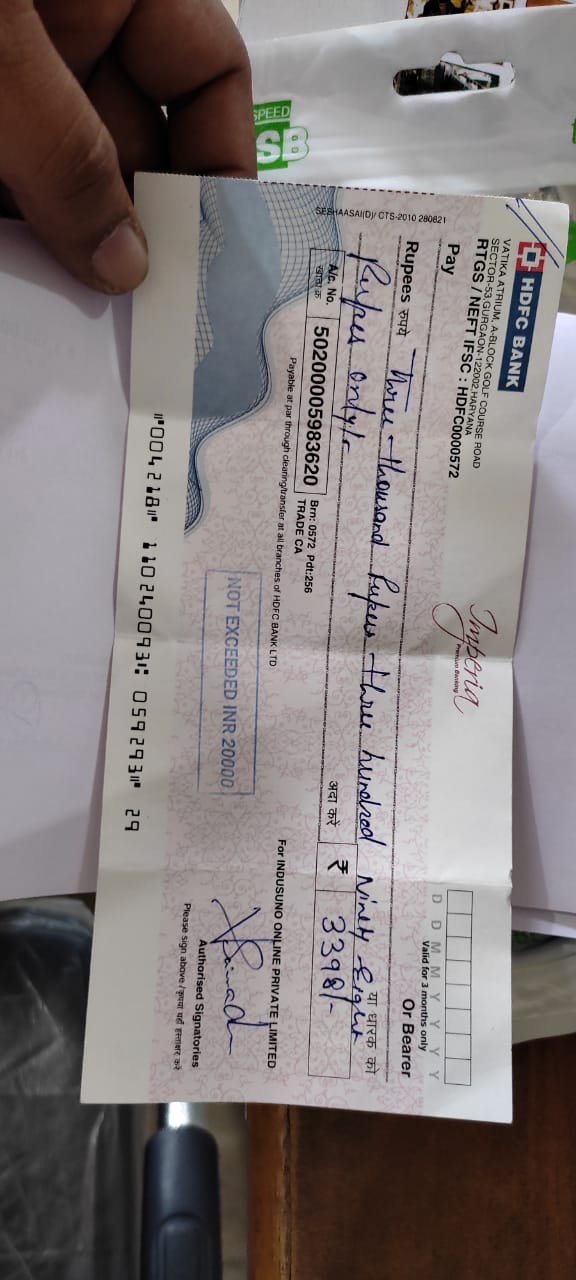 SPEED
SB
HDFC BANK
VATIKA ATRIUM, A-BLOCK GOLF COURSE ROAD
SECTOR-53,GURGAON-122002,HARYANA
RTGS / NEFT IFSC : HDFC0000572
Imperia
Premium Banking
Valid for 3 months only
D D M M Y Y Y Y
Pay
Or Bearer
या धारक को
Rupees रुपये Three thousand Rupees three hundred Ninety Eight
Rupees only/-
अदा करें ₹ 3398/-
A/c. No.
खाता क्र.
50200005983620
Brn: 0572 Pdt:256
TRADE CA
Payable at par through clearing/transfer at all branches of HDFC BANK LTD
For INDUSUNO ONLINE PRIVATE LIMITED
NOT EXCEEDED INR 20000
Authorised Signatories
Please sign above / कृपया यहाँ हस्ताक्षर करें
SESHAASAI(D)/ CTS-2010 280621
⑈004218⑈ 110240093⑆ 059293⑈ 29